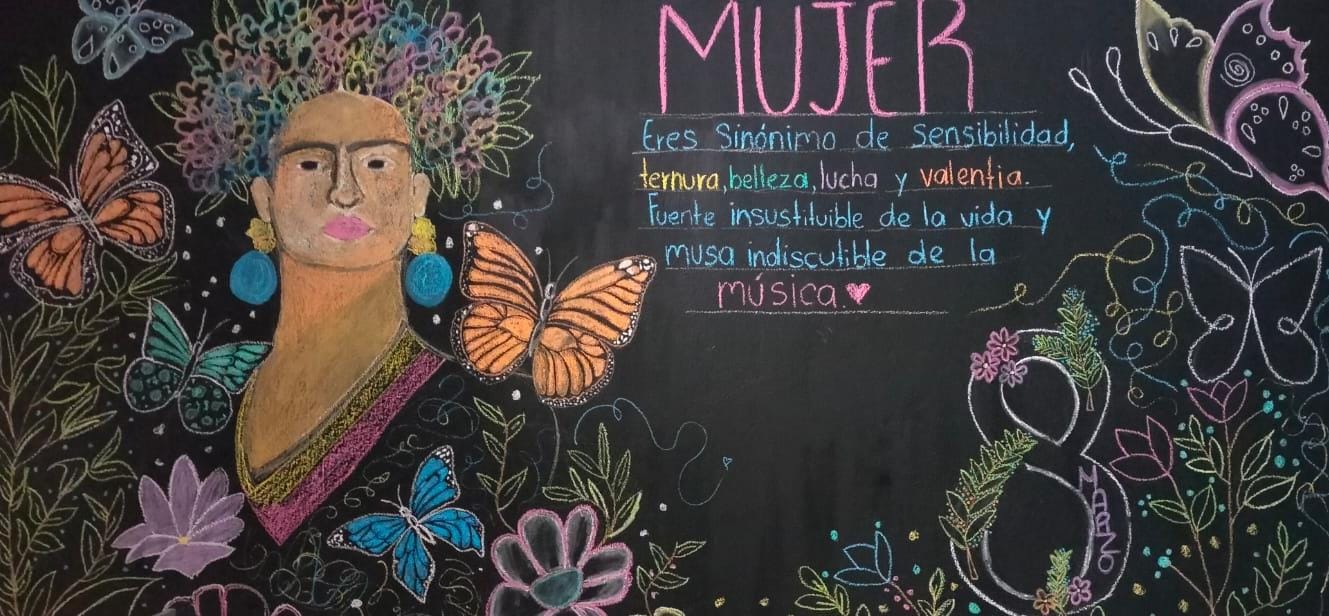 MUJER
Eres Sinónimo de Sensibilidad,
ternura, belleza, lucha y valentia.
Fuente insustituible de la vida y
musa indiscutible de la
música
8
MARZO